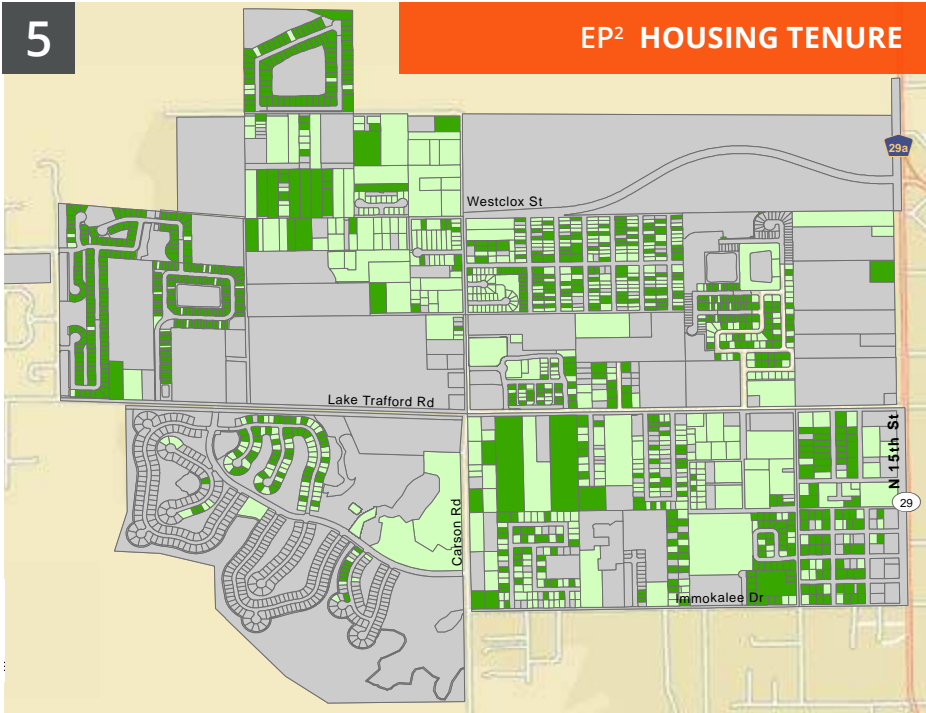 5
EP² HOUSING TENURE
29a
Westclox St
Lake Trafford Rd
N 15th St
29
Carson Rd
Immokalee Dr